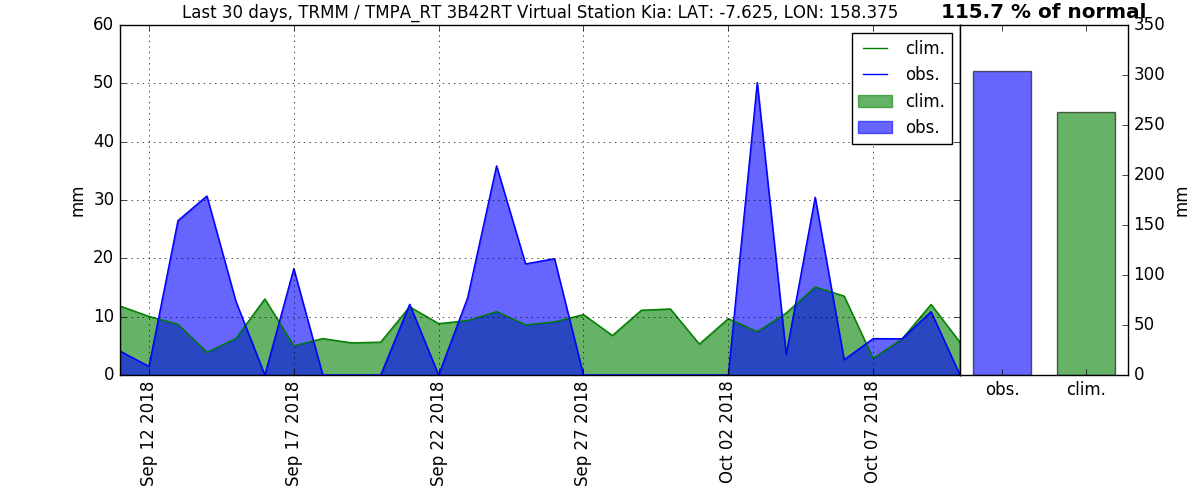 Last 30 days, TRMM / TMPA_RT 3B42RT Virtual Station Kia: LAT: -7.625, LON: 158.375
115.7 % of normal
60
50
40
30
20
10
0
mm
clim.
obs.
clim.
obs.
350
300
250
200
150
100
50
0
mm
Sep 12 2018
Sep 17 2018
Sep 22 2018
Sep 27 2018
Oct 02 2018
Oct 07 2018
obs.
clim.